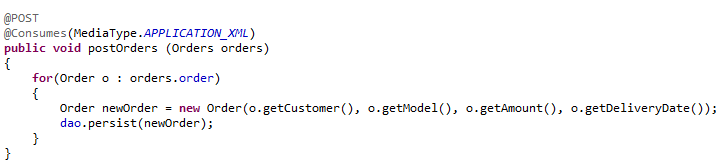 @POST
@Consumes(MediaType.APPLICATION_XML)
public void postOrders (Orders orders)
{
    for(Order o : orders.order)
    {
        Order newOrder = new Order(o.getCustomer(), o.getModel(), o.getAmount(), o.getDeliveryDate());
        dao.persist(newOrder);
    }
}